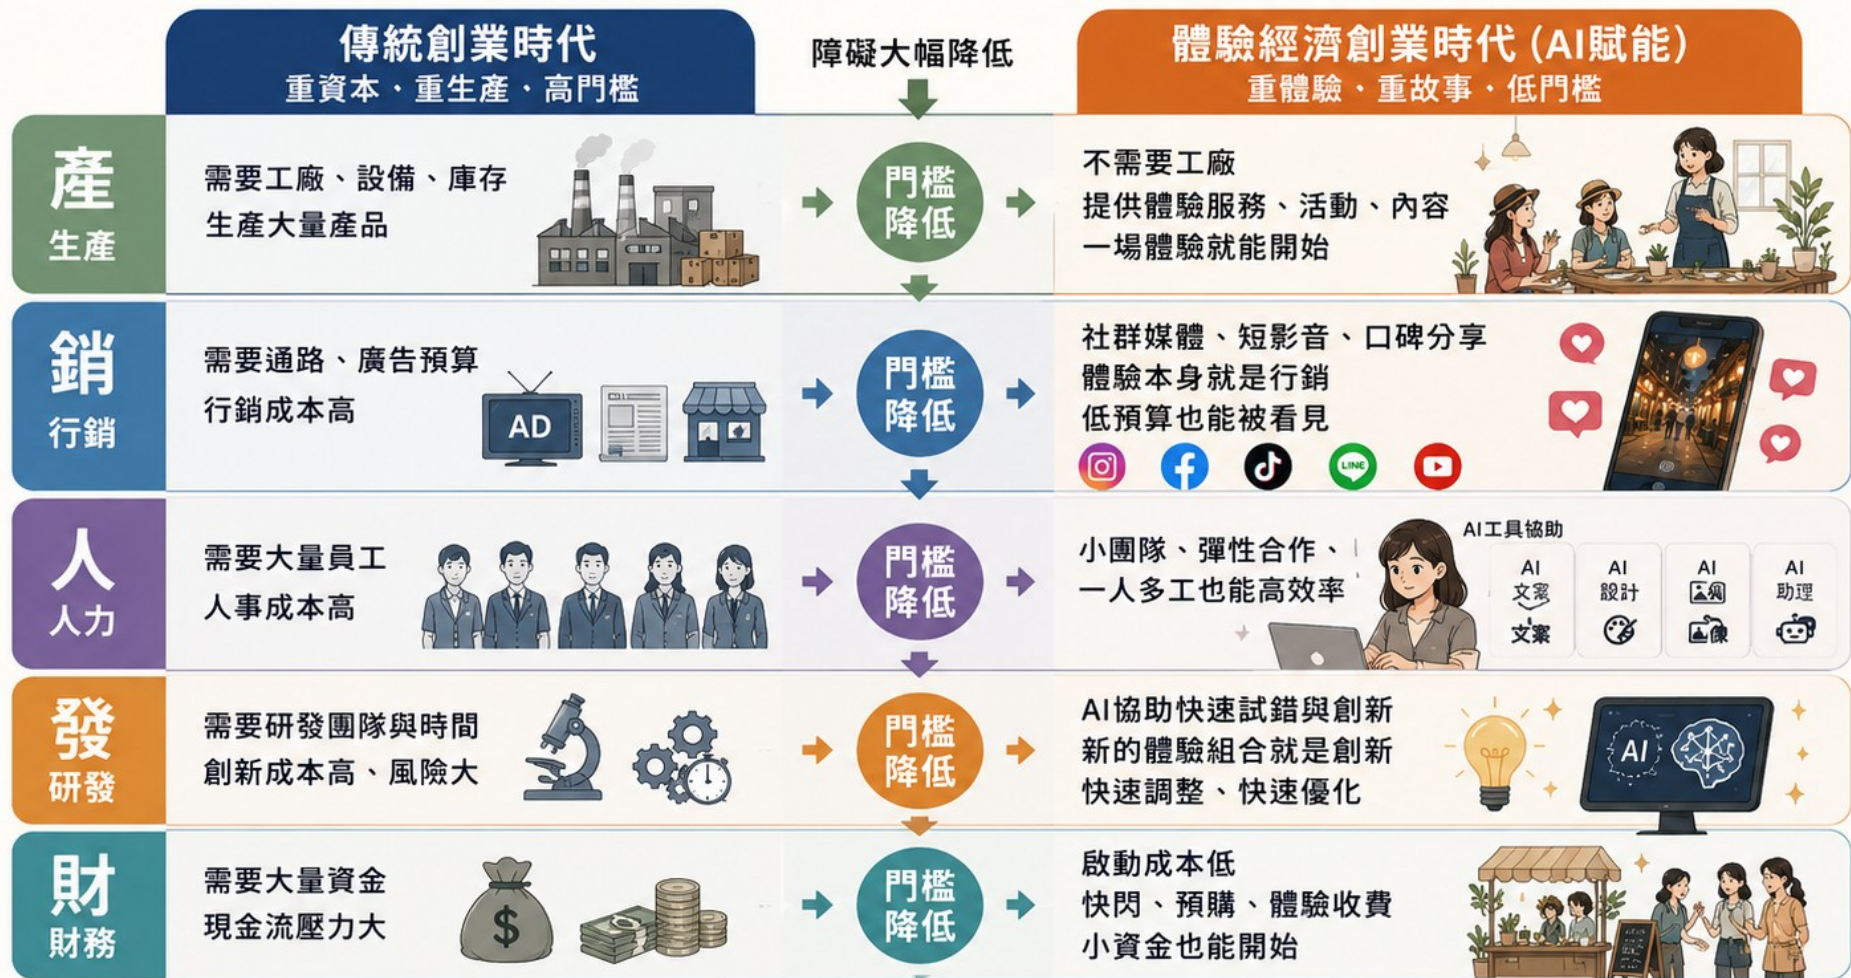 傳統創業時代
重資本、重生產、高門檻
障礙大幅降低
體驗經濟創業時代 (AI賦能)
重體驗、重故事、低門檻
產
生產
需要工廠、設備、庫存
生產大量產品
門檻
降低
不需要工廠
提供體驗服務、活動、內容
一場體驗就能開始
銷
行銷
需要通路、廣告預算
行銷成本高
AD
門檻
降低
社群媒體、短影音、口碑分享
體驗本身就是行銷
低預算也能被看見
LINE
人
人力
需要大量員工
人事成本高
門檻
降低
小團隊、彈性合作、
一人多工也能高效率
AI工具協助
AI
文案
文案
AI
設計
AI
像
AI
助理
發
研發
需要研發團隊與時間
創新成本高、風險大
門檻
降低
AI協助快速試錯與創新
新的體驗組合就是創新
快速調整、快速優化
AI
財
財務
需要大量資金
現金流壓力大
$
門檻
降低
啟動成本低
快閃、預購、體驗收費
小資金也能開始